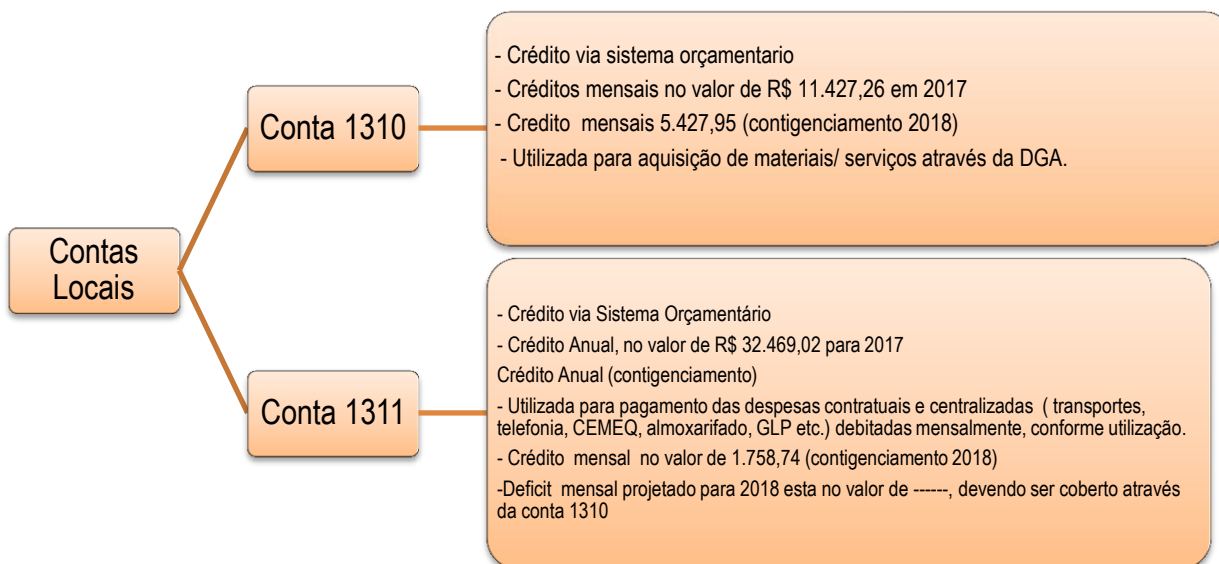 Contas
Locais
Conta 1310
- Crédito via sistema orçamentario
- Créditos mensais no valor de R$ 11.427,26 em 2017
- Credito mensais 5.427,95 (contigenciamento 2018)
- Utilizada para aquisição de materiais/ serviços através da DGA.
Conta 1311
- Crédito via Sistema Orçamentário
- Crédito Anual, no valor de R$ 32.469,02 para 2017
Crédito Anual (contigenciamento)
- Utilizada para pagamento das despesas contratuais e centralizadas ( transportes,
telefonia, CEMEQ, almoxarifado, GLP etc.) debitadas mensalmente, conforme utilização.
- Crédito mensal no valor de 1.758,74 (contigenciamento 2018)
-Deficit mensal projetado para 2018 esta no valor de ------, devendo ser coberto através
da conta 1310